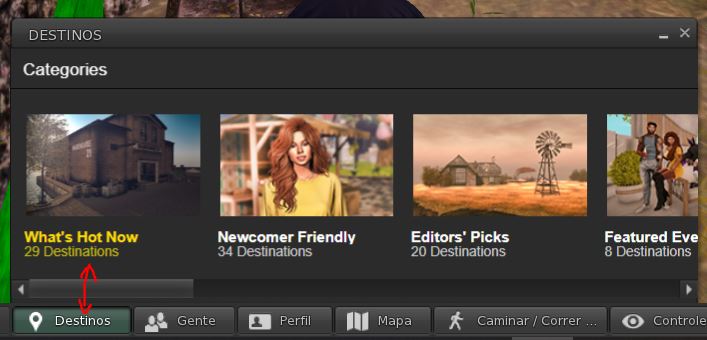 DESTINOS
Categories
What's Hot Now
29 Destinations
Newcomer Friendly
34 Destinations
Editors' Picks
20 Destinations
Featured Eve
8 Destinations
Destinos
Gente
Perfil
Mapa
Caminar / Correr ...
Controle